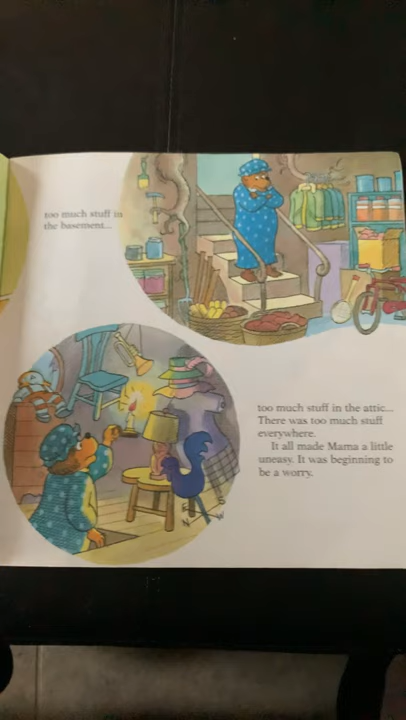 too much stuff in
the basement...
too much stuff in the attic...
There was too much stuff
everywhere.
It all made Mama a little
uneasy. It was beginning to
be a worry.
E
S
N
W